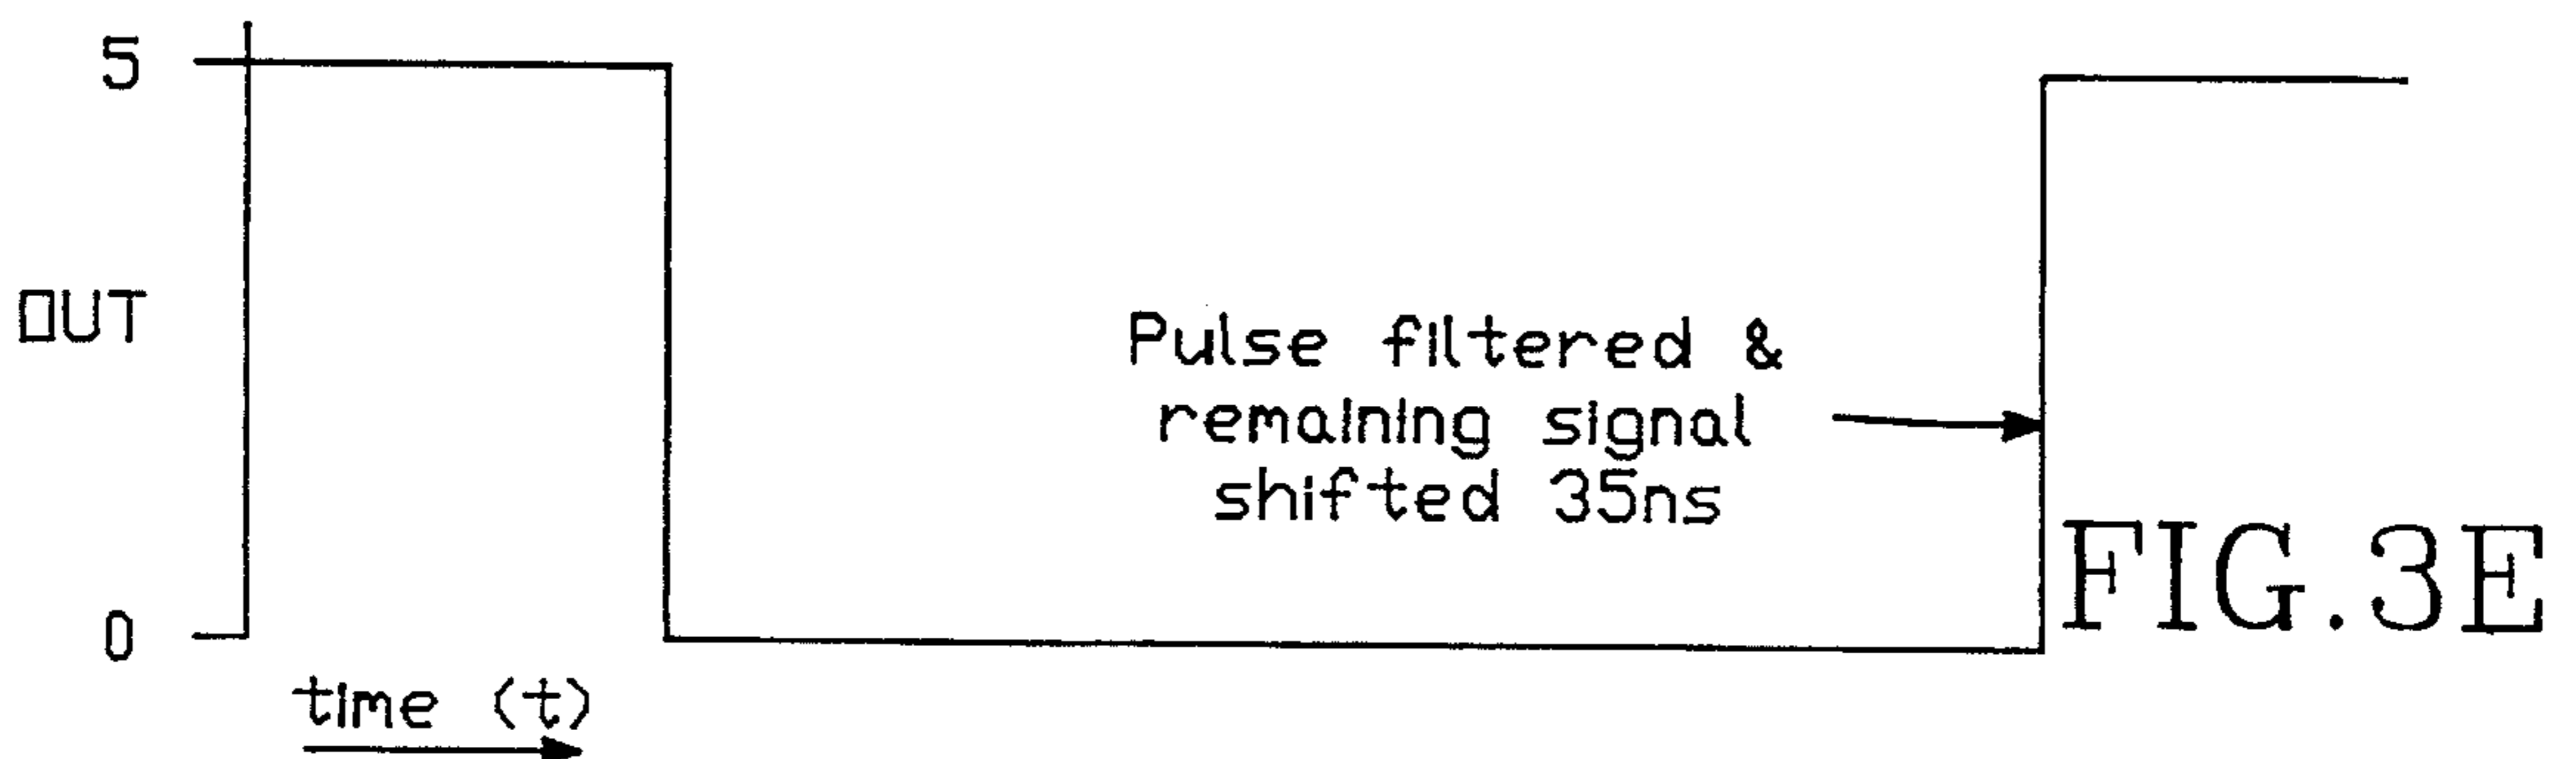 5
OUT
Pulse filtered &
remaining signal
shifted 35ns
FIG.3E
0
time (t)